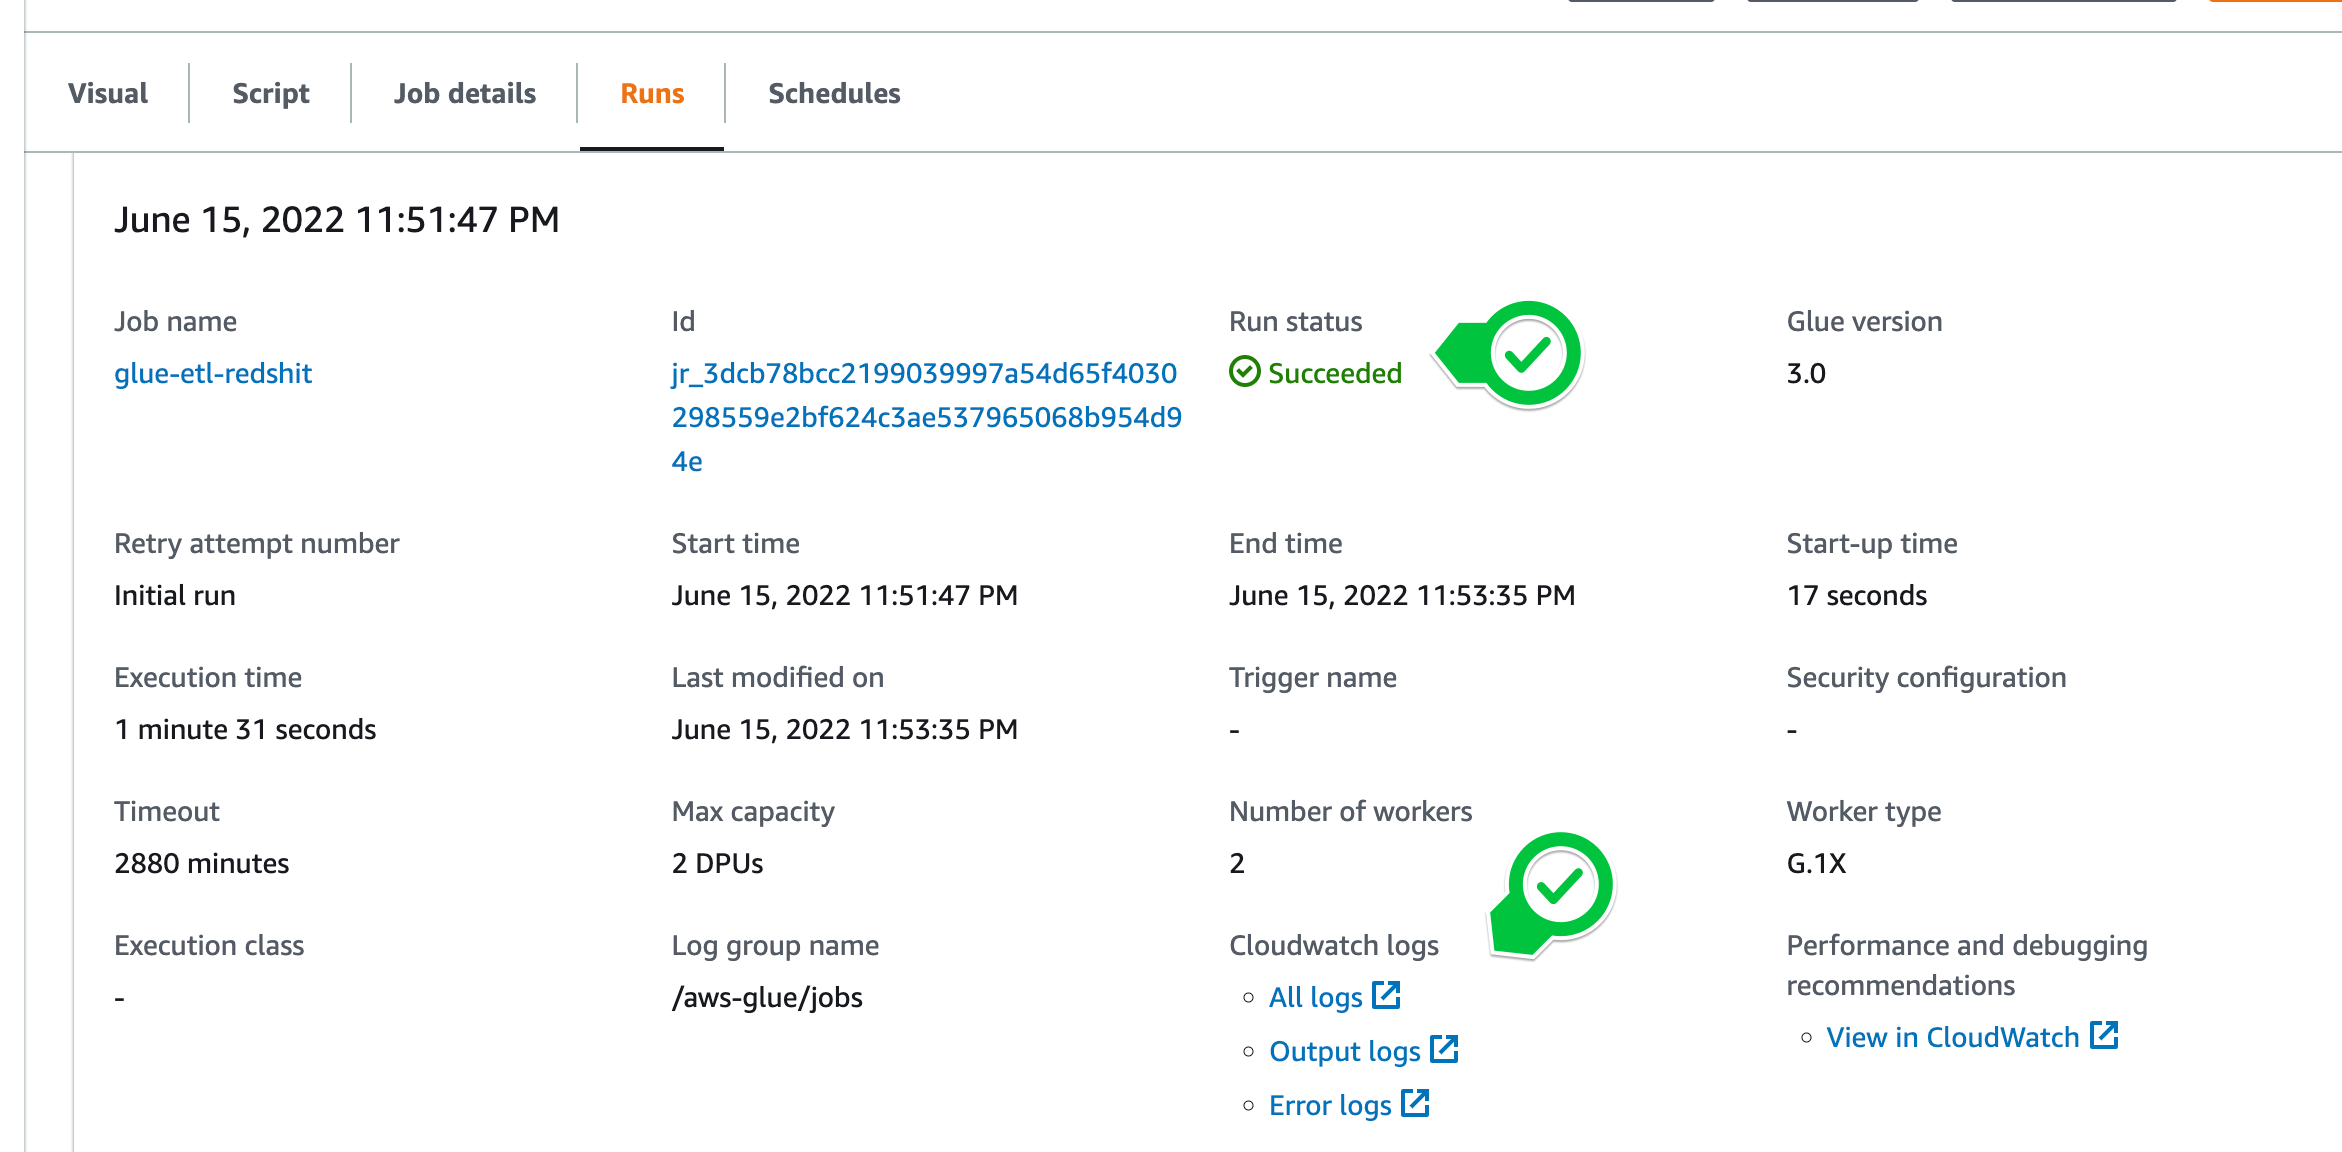 Visual
Script
Job details
Runs
Schedules
June 15, 2022 11:51:47 PM
Job name
glue-etl-redshit
Id
jr_3dcb78bcc2199039997a54d65f4030
298559e2bf624c3ae537965068b954d9
4e
Run status
Succeeded
Glue version
3.0
Retry attempt number
Initial run
Start time
June 15, 2022 11:51:47 PM
End time
June 15, 2022 11:53:35 PM
Start-up time
17 seconds
Execution time
1 minute 31 seconds
Last modified on
June 15, 2022 11:53:35 PM
Trigger name
-
Security configuration
-
Timeout
2880 minutes
Max capacity
2 DPUs
Number of workers
2
Worker type
G.1X
Execution class
-
Log group name
/aws-glue/jobs
Cloudwatch logs
All logs
Output logs
Error logs
Performance and debugging
recommendations
View in CloudWatch